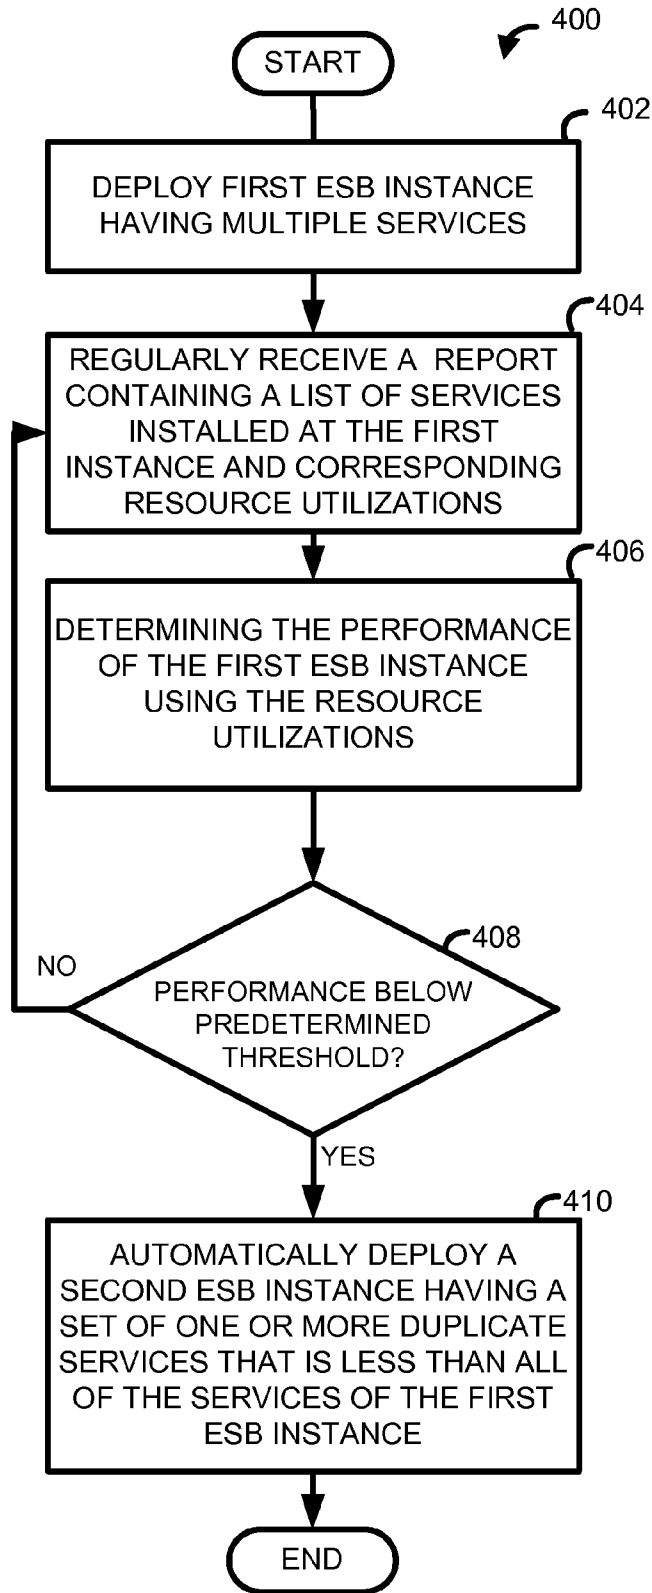 400
START
402
DEPLOY FIRST ESB INSTANCE
HAVING MULTIPLE SERVICES
404
REGULARLY RECEIVE A REPORT
CONTAINING A LIST OF SERVICES
INSTALLED AT THE FIRST
INSTANCE AND CORRESPONDING
RESOURCE UTILIZATIONS
406
DETERMINING THE PERFORMANCE
OF THE FIRST ESB INSTANCE
USING THE RESOURCE
UTILIZATIONS
408
NO
PERFORMANCE BELOW
PREDETERMINED
THRESHOLD?
YES
410
AUTOMATICALLY DEPLOY A
SECOND ESB INSTANCE HAVING A
SET OF ONE OR MORE DUPLICATE
SERVICES THAT IS LESS THAN ALL
OF THE SERVICES OF THE FIRST
ESB INSTANCE
END